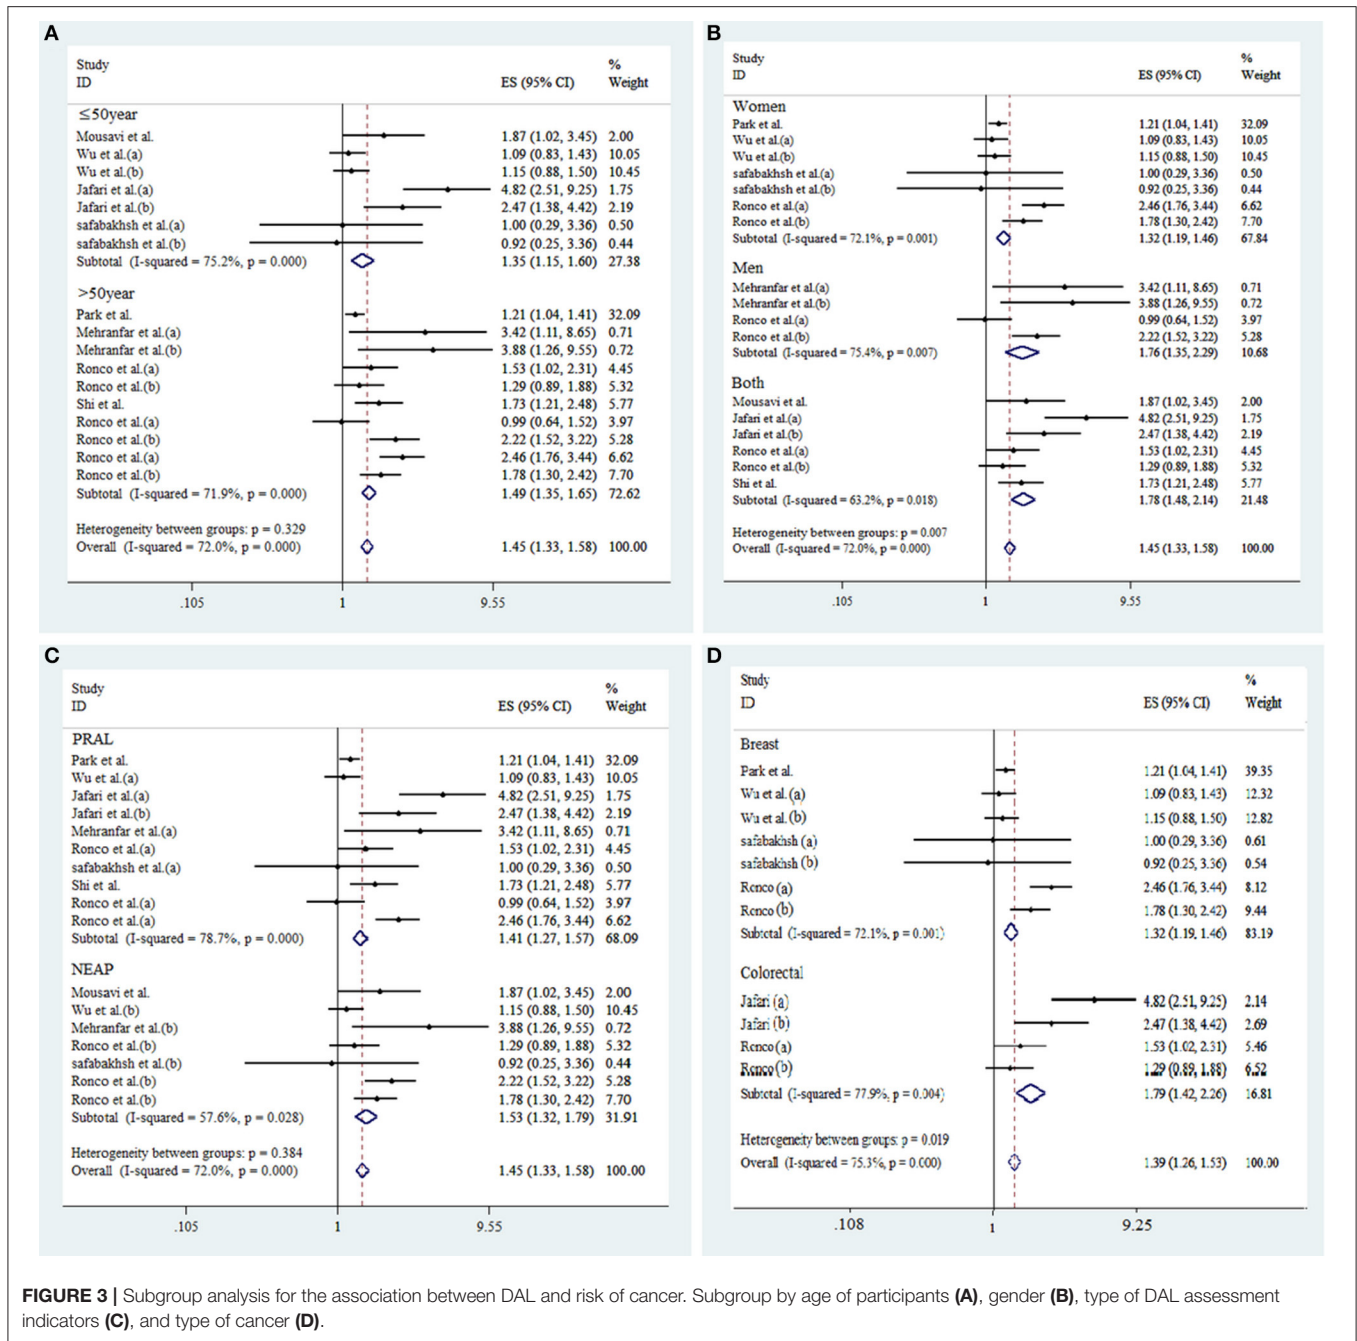 A
Study %
ID ES (95% CI) Weight
≤50year
Mousavi et al. 1.87 (1.02, 3.45) 2.00
Wu et al.(a) 1.09 (0.83, 1.43) 10.05
Wu et al.(b) 1.15 (0.88, 1.50) 10.45
Jafari et al.(a) 4.82 (2.51, 9.25) 1.75
Jafari et al.(b) 2.47 (1.38, 4.42) 2.19
safabakhsh et al.(a) 1.00 (0.29, 3.36) 0.50
safabakhsh et al.(b) 0.92 (0.25, 3.36) 0.44
Subtotal (I-squared = 75.2%, p = 0.000) 1.35 (1.15, 1.60) 27.38
>50year
Park et al. 1.21 (1.04, 1.41) 32.09
Mehranfar et al.(a) 3.42 (1.11, 8.65) 0.71
Mehranfar et al.(b) 3.88 (1.26, 9.55) 0.72
Ronco et al.(a) 1.53 (1.02, 2.31) 4.45
Ronco et al.(b) 1.29 (0.89, 1.88) 5.32
Shi et al. 1.73 (1.21, 2.48) 5.77
Ronco et al.(a) 0.99 (0.64, 1.52) 3.97
Ronco et al.(b) 2.22 (1.52, 3.22) 5.28
Ronco et al.(a) 2.46 (1.76, 3.44) 6.62
Ronco et al.(b) 1.78 (1.30, 2.42) 7.70
Subtotal (I-squared = 71.9%, p = 0.000) 1.49 (1.35, 1.65) 72.62
Heterogeneity between groups: p = 0.329
Overall (I-squared = 72.0%, p = 0.000) 1.45 (1.33, 1.58) 100.00
.105 1 9.55
B
Study %
ID ES (95% CI) Weight
Women
Park et al. 1.21 (1.04, 1.41) 32.09
Wu et al.(a) 1.09 (0.83, 1.43) 10.05
Wu et al.(b) 1.15 (0.88, 1.50) 10.45
safabakhsh et al.(a) 1.00 (0.29, 3.36) 0.50
safabakhsh et al.(b) 0.92 (0.25, 3.36) 0.44
Ronco et al.(a) 2.46 (1.76, 3.44) 6.62
Ronco et al.(b) 1.78 (1.30, 2.42) 7.70
Subtotal (I-squared = 72.1%, p = 0.001) 1.32 (1.19, 1.46) 67.84
Men
Mehranfar et al.(a) 3.42 (1.11, 8.65) 0.71
Mehranfar et al.(b) 3.88 (1.26, 9.55) 0.72
Ronco et al.(a) 0.99 (0.64, 1.52) 3.97
Ronco et al.(b) 2.22 (1.52, 3.22) 5.28
Subtotal (I-squared = 75.4%, p = 0.007) 1.76 (1.35, 2.29) 10.68
Both
Mousavi et al. 1.87 (1.02, 3.45) 2.00
Jafari et al.(a) 4.82 (2.51, 9.25) 1.75
Jafari et al.(b) 2.47 (1.38, 4.42) 2.19
Ronco et al.(a) 1.53 (1.02, 2.31) 4.45
Ronco et al.(b) 1.29 (0.89, 1.88) 5.32
Shi et al. 1.73 (1.21, 2.48) 5.77
Subtotal (I-squared = 63.2%, p = 0.018) 1.78 (1.48, 2.14) 21.48
Heterogeneity between groups: p = 0.007
Overall (I-squared = 72.0%, p = 0.000) 1.45 (1.33, 1.58) 100.00
.105 1 9.55
C
Study %
ID ES (95% CI) Weight
PRAL
Park et al. 1.21 (1.04, 1.41) 32.09
Wu et al.(a) 1.09 (0.83, 1.43) 10.05
Jafari et al.(a) 4.82 (2.51, 9.25) 1.75
Jafari et al.(b) 2.47 (1.38, 4.42) 2.19
Mehranfar et al.(a) 3.42 (1.11, 8.65) 0.71
Ronco et al.(a) 1.53 (1.02, 2.31) 4.45
safabakhsh et al.(a) 1.00 (0.29, 3.36) 0.50
Shi et al. 1.73 (1.21, 2.48) 5.77
Ronco et al.(a) 0.99 (0.64, 1.52) 3.97
Ronco et al.(a) 2.46 (1.76, 3.44) 6.62
Subtotal (I-squared = 78.7%, p = 0.000) 1.41 (1.27, 1.57) 68.09
NEAP
Mousavi et al. 1.87 (1.02, 3.45) 2.00
Wu et al.(b) 1.15 (0.88, 1.50) 10.45
Mehranfar et al.(b) 3.88 (1.26, 9.55) 0.72
Ronco et al.(b) 1.29 (0.89, 1.88) 5.32
safabakhsh et al.(b) 0.92 (0.25, 3.36) 0.44
Ronco et al.(b) 2.22 (1.52, 3.22) 5.28
Ronco et al.(b) 1.78 (1.30, 2.42) 7.70
Subtotal (I-squared = 57.6%, p = 0.028) 1.53 (1.32, 1.79) 31.91
Heterogeneity between groups: p = 0.384
Overall (I-squared = 72.0%, p = 0.000) 1.45 (1.33, 1.58) 100.00
.105 1 9.55
D
Study %
ID ES (95% CI) Weight
Breast
Park et al. 1.21 (1.04, 1.41) 39.35
Wu et al.(a) 1.09 (0.83, 1.43) 12.32
Wu et al.(b) 1.15 (0.88, 1.50) 12.82
safabakhsh (a) 1.00 (0.29, 3.36) 0.61
safabakhsh (b) 0.92 (0.25, 3.36) 0.54
Ronco (a) 2.46 (1.76, 3.44) 8.12
Ronco (b) 1.78 (1.30, 2.42) 9.44
Subtotal (I-squared = 72.1%, p = 0.001) 1.32 (1.19, 1.46) 83.19
Colorectal
Jafari (a) 4.82 (2.51, 9.25) 2.14
Jafari (b) 2.47 (1.38, 4.42) 2.69
Ronco (a) 1.53 (1.02, 2.31) 5.46
Ronco (b) 1.29 (0.89, 1.88) 6.52
Subtotal (I-squared = 77.9%, p = 0.004) 1.79 (1.42, 2.26) 16.81
Heterogeneity between groups: p = 0.019
Overall (I-squared = 75.3%, p = 0.000) 1.39 (1.26, 1.53) 100.00
.108 1 9.25
FIGURE 3 | Subgroup analysis for the association between DAL and risk of cancer. Subgroup by age of participants (A), gender (B), type of DAL assessment
indicators (C), and type of cancer (D).